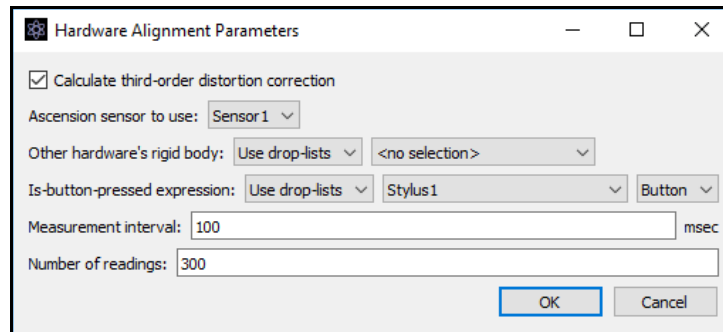 Hardware Alignment Parameters
Calculate third-order distortion correction
Ascension sensor to use: Sensor1
Other hardware's rigid body: Use drop-lists <no selection>
Is-button-pressed expression: Use drop-lists Stylus1 Button
Measurement interval: 100 msec
Number of readings: 300
OK Cancel